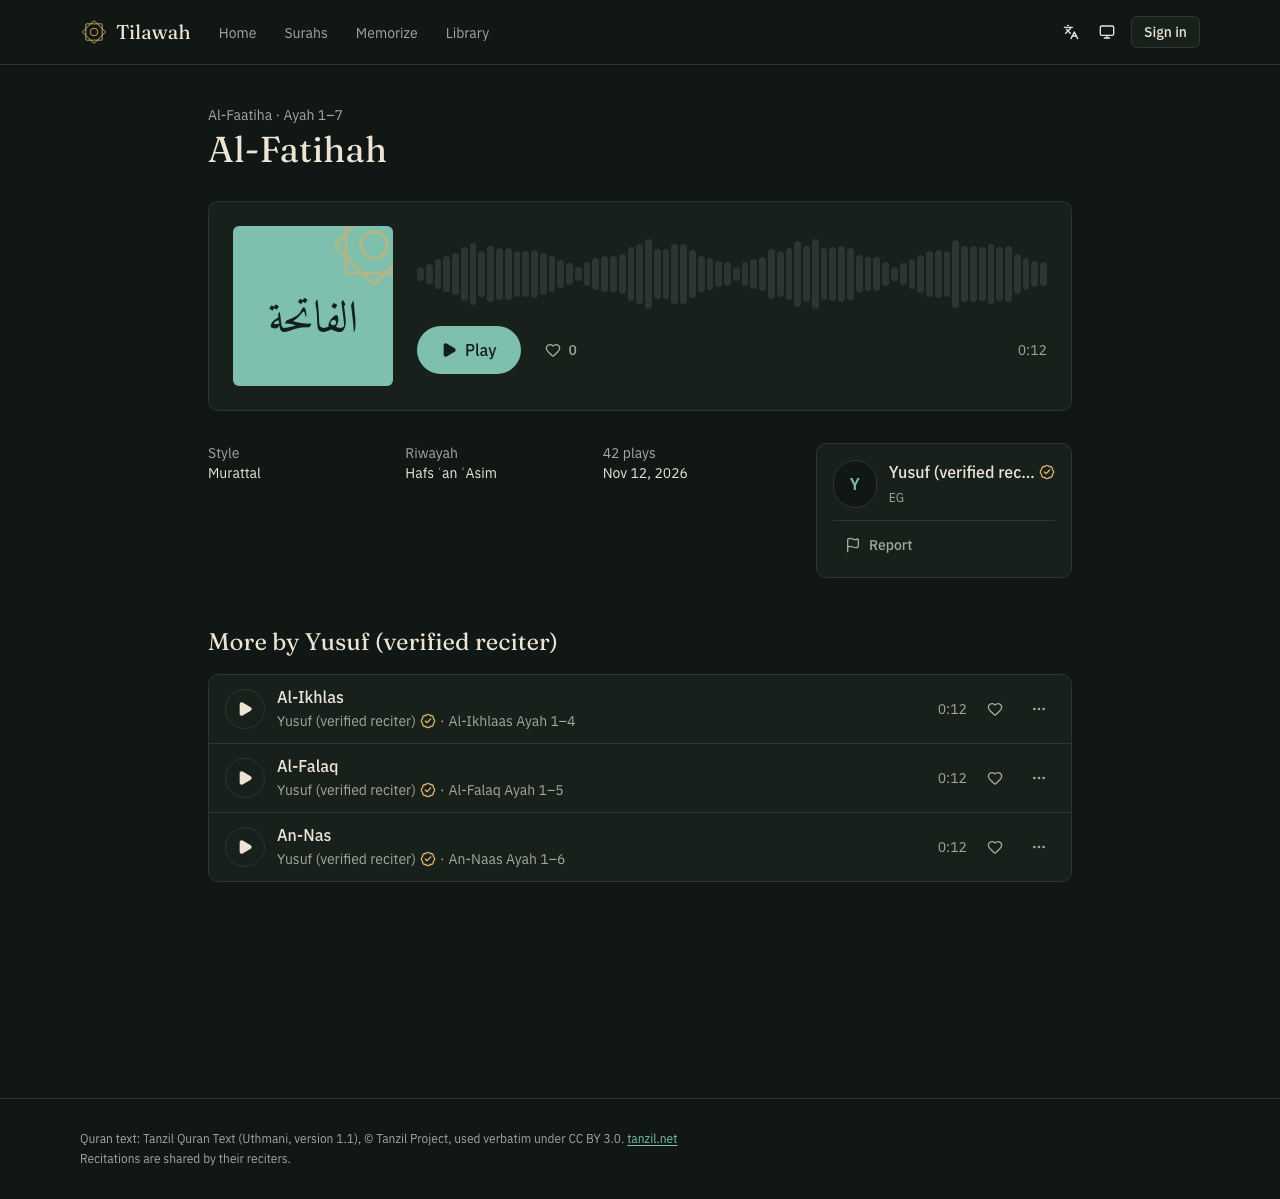 Tilawah
Home
Surahs
Memorize
Library
Sign in
Al-Faatiha · Ayah 1–7
Al-Fatihah
الفاتحة
Play
0
0:12
Style
Murattal
Riwayah
Hafs ʿan ʿAsim
42 plays
Nov 12, 2026
Y
Yusuf (verified rec...
EG
Report
More by Yusuf (verified reciter)
Al-Ikhlas
Yusuf (verified reciter) · Al-Ikhlaas Ayah 1–4
0:12
Al-Falaq
Yusuf (verified reciter) · Al-Falaq Ayah 1–5
0:12
An-Nas
Yusuf (verified reciter) · An-Naas Ayah 1–6
0:12
Quran text: Tanzil Quran Text (Uthmani, version 1.1), © Tanzil Project, used verbatim under CC BY 3.0. tanzil.net
Recitations are shared by their reciters.